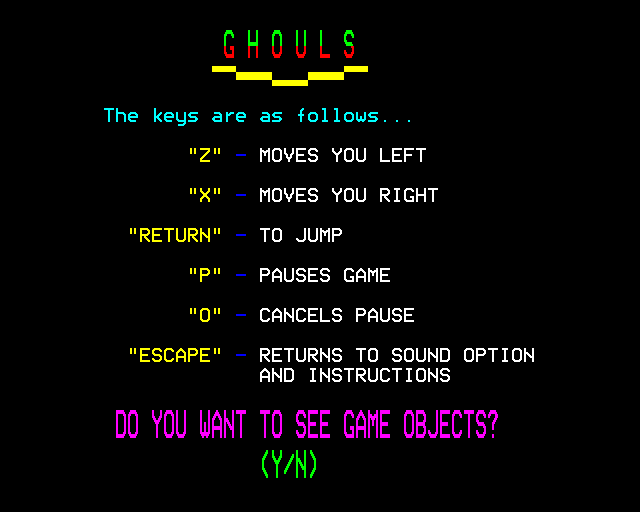 G H O U L S
The keys are as follows...
"Z" - MOVES YOU LEFT
"X" - MOVES YOU RIGHT
"RETURN" - TO JUMP
"P" - PAUSES GAME
"O" - CANCELS PAUSE
"ESCAPE" - RETURNS TO SOUND OPTION
AND INSTRUCTIONS
DO YOU WANT TO SEE GAME OBJECTS?
(Y/N)